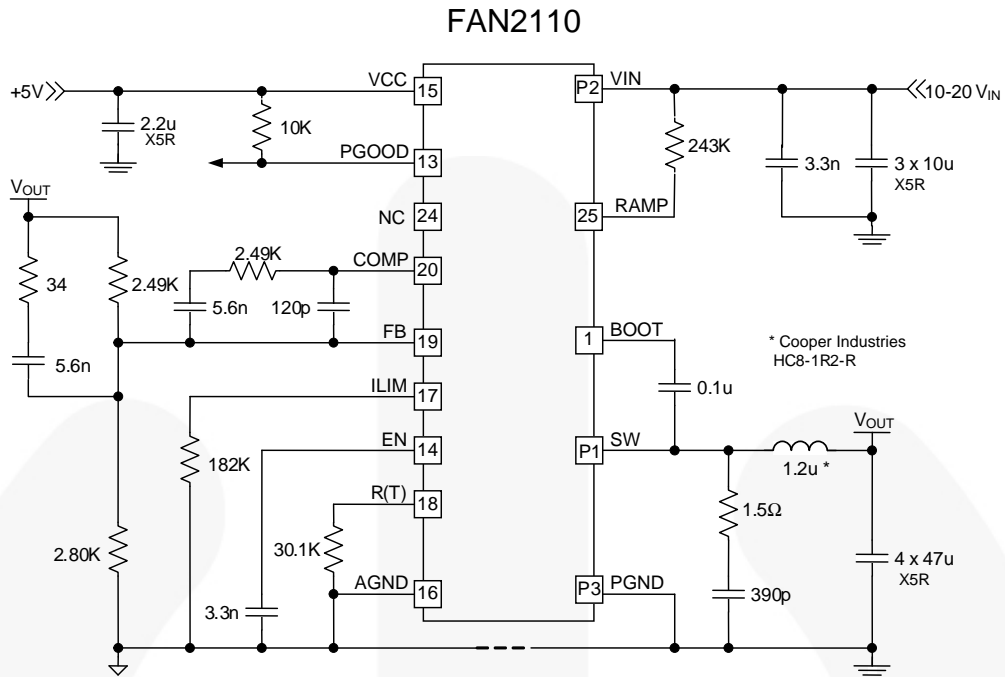 FAN2110
+5V
VCC
15
2.2u
X5R
10K
PGOOD
13
VOUT
NC
24
34
2.49K
2.49K
COMP
20
5.6n
120p
5.6n
FB
19
ILIM
17
182K
EN
14
R(T)
18
2.80K
30.1K
3.3n
AGND
16
P2
VIN
10-20 VIN
243K
3.3n
3 x 10u
X5R
25
RAMP
1
BOOT
* Cooper Industries
HC8-1R2-R
0.1u
P1
SW
VOUT
1.2u *
1.5Ω
4 x 47u
X5R
390p
P3
PGND